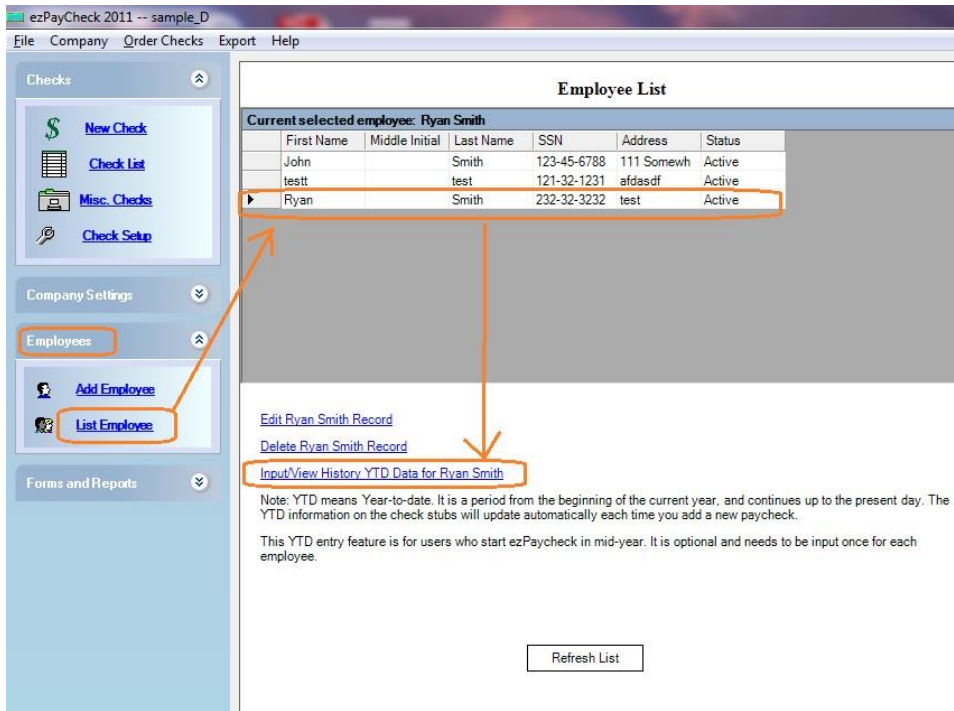 ezPayCheck 2011 -- sample_D
File Company Order Checks Export Help
Checks
New Check
Check List
Misc. Checks
Check Setup
Company Settings
Employees
Add Employee
List Employee
Forms and Reports
Employee List
Current selected employee: Ryan Smith
First Name Middle Initial Last Name SSN Address Status
John Smith 123-45-6788 111 Somewh Active
testt test 121-32-1231 afdasdf Active
Ryan Smith 232-32-3232 test Active
Edit Ryan Smith Record
Delete Ryan Smith Record
Input/View History YTD Data for Ryan Smith
Note: YTD means Year-to-date. It is a period from the beginning of the current year, and continues up to the present day. The
YTD information on the check stubs will update automatically each time you add a new paycheck.
This YTD entry feature is for users who start ezPaycheck in mid-year. It is optional and needs to be input once for each
employee.
Refresh List